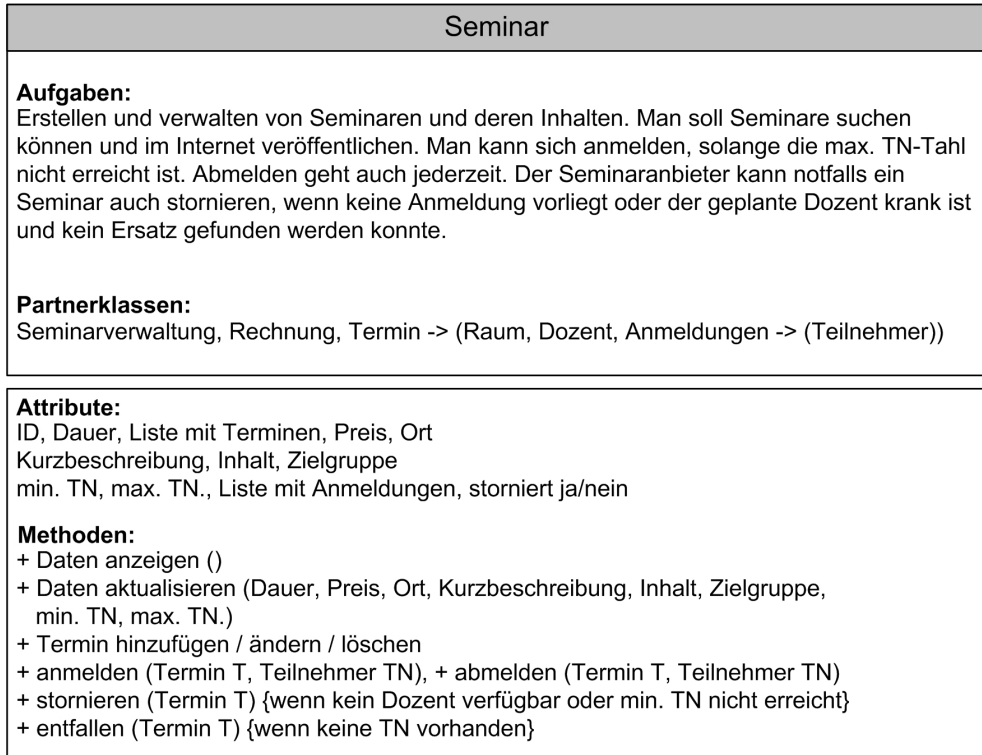 Seminar
Aufgaben:
Erstellen und verwalten von Seminaren und deren Inhalten. Man soll Seminare suchen
können und im Internet veröffentlichen. Man kann sich anmelden, solange die max. TN-Tahl
nicht erreicht ist. Abmelden geht auch jederzeit. Der Seminaranbieter kann notfalls ein
Seminar auch stornieren, wenn keine Anmeldung vorliegt oder der geplante Dozent krank ist
und kein Ersatz gefunden werden konnte.
Partnerklassen:
Seminarverwaltung, Rechnung, Termin -> (Raum, Dozent, Anmeldungen -> (Teilnehmer))
Attribute:
ID, Dauer, Liste mit Terminen, Preis, Ort
Kurzbeschreibung, Inhalt, Zielgruppe
min. TN, max. TN., Liste mit Anmeldungen, storniert ja/nein
Methoden:
+ Daten anzeigen ()
+ Daten aktualisieren (Dauer, Preis, Ort, Kurzbeschreibung, Inhalt, Zielgruppe,
min. TN, max. TN.)
+ Termin hinzufügen / ändern / löschen
+ anmelden (Termin T, Teilnehmer TN), + abmelden (Termin T, Teilnehmer TN)
+ stornieren (Termin T) {wenn kein Dozent verfügbar oder min. TN nicht erreicht}
+ entfallen (Termin T) {wenn keine TN vorhanden}